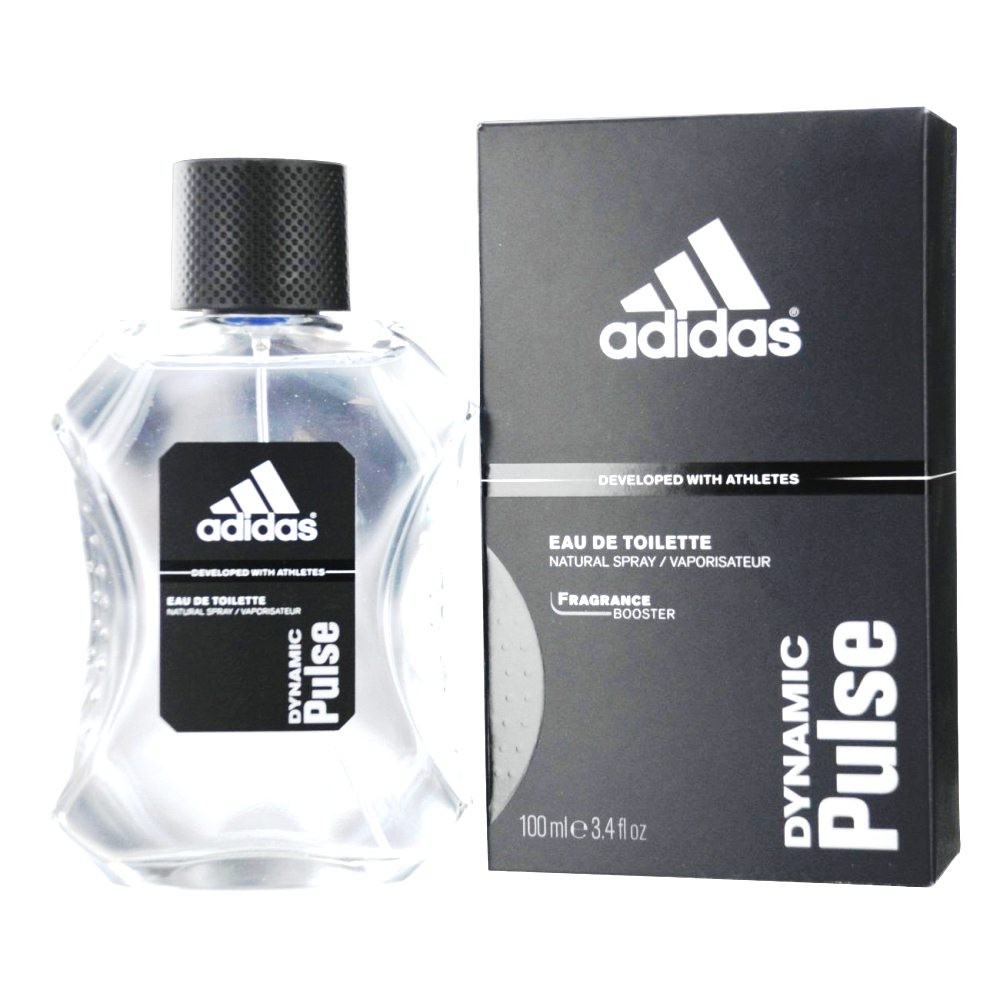 adidas®
DEVELOPED WITH ATHLETES
EAU DE TOILETTE
NATURAL SPRAY / VAPORISATEUR
DYNAMIC
Pulse
adidas®
DEVELOPED WITH ATHLETES
EAU DE TOILETTE
NATURAL SPRAY / VAPORISATEUR
FRAGRANCE
BOOSTER
DYNAMIC
Pulse
100 ml e 3.4 fl oz